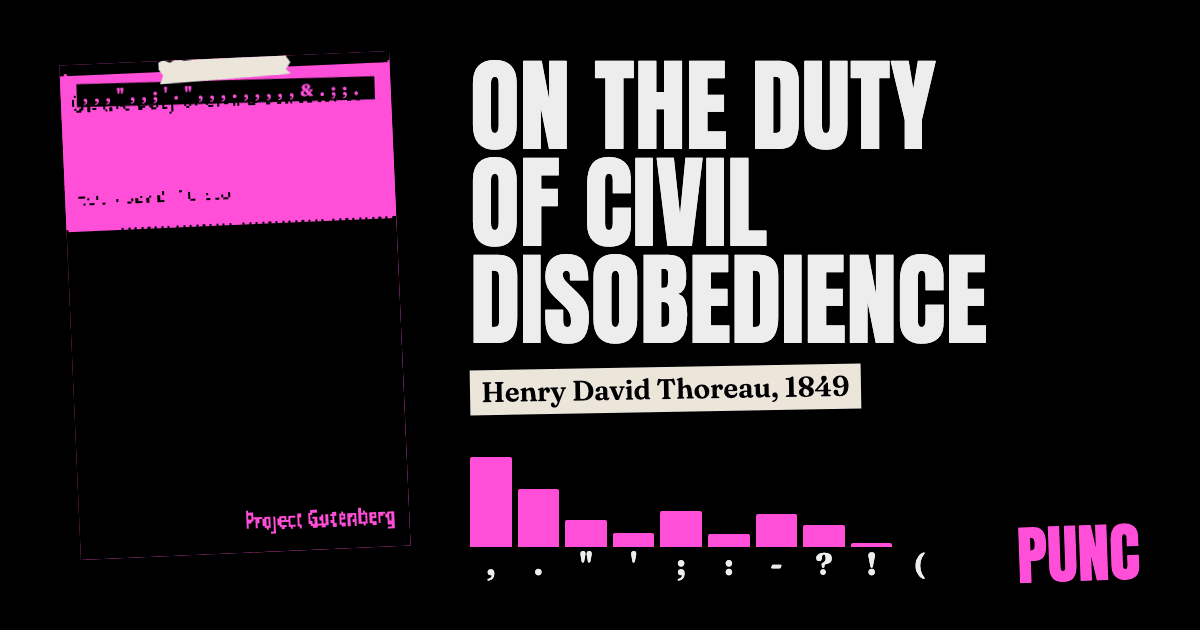 ,,,",,;'.",,,.,,,,,&.;;.
Project Gutenberg
ON THE DUTY
OF CIVIL
DISOBEDIENCE
Henry David Thoreau, 1849
, . " ' ; : - ? ! (
PUNC